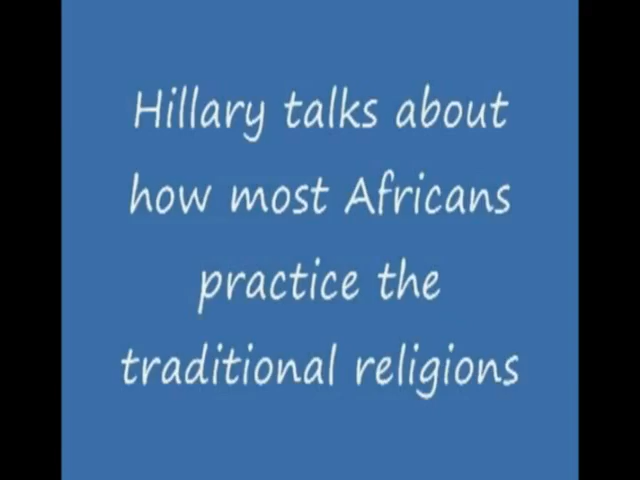 Hillary talks about
how most Africans
practice the
traditional religions